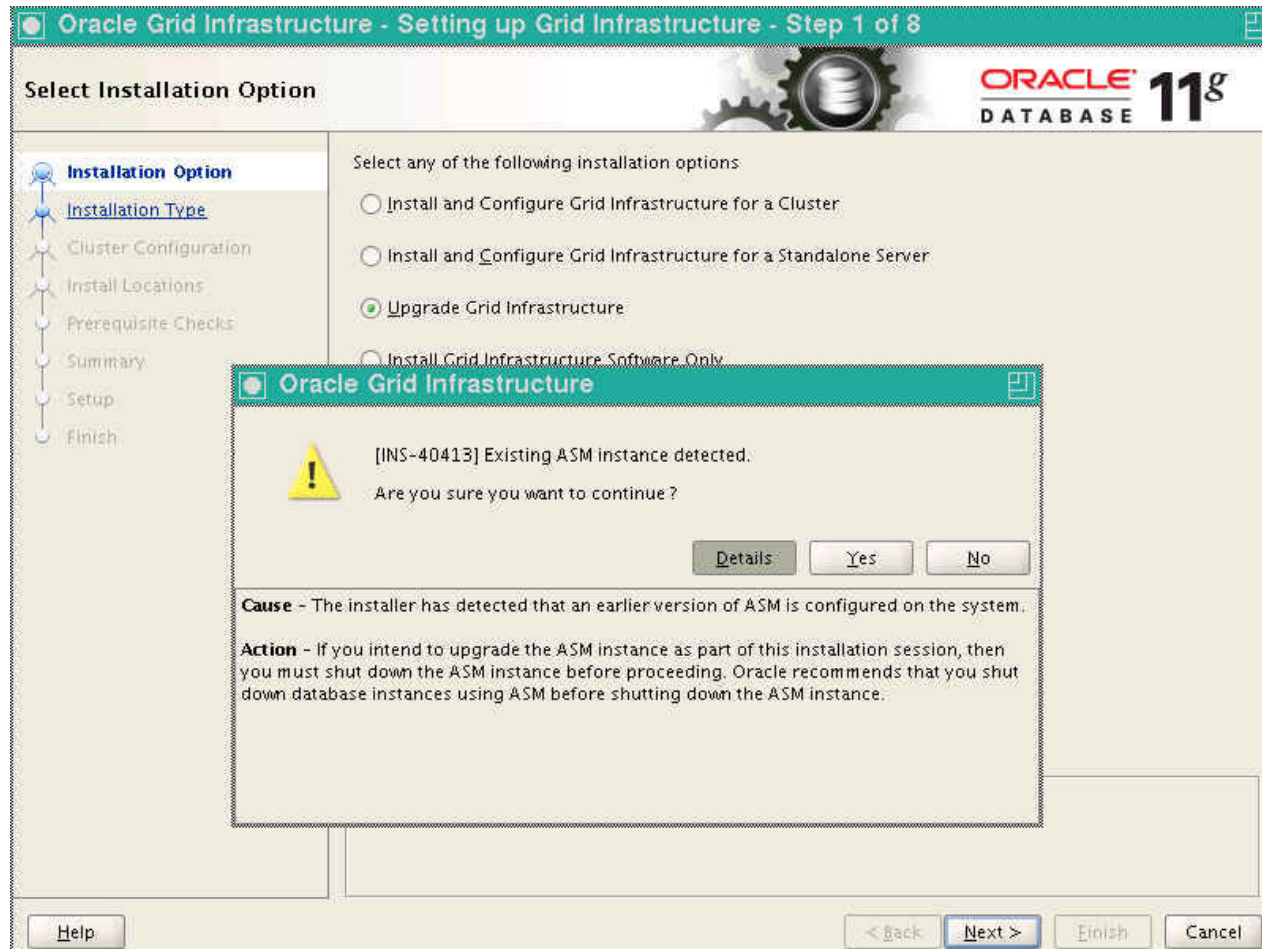 Oracle Grid Infrastructure - Setting up Grid Infrastructure - Step 1 of 8
Select Installation Option
ORACLE
DATABASE
11g
Installation Option
Installation Type
Cluster Configuration
Install Locations
Prerequisite Checks
Summary
Setup
Finish
Select any of the following installation options
Install and Configure Grid Infrastructure for a Cluster
Install and Configure Grid Infrastructure for a Standalone Server
Upgrade Grid Infrastructure
Install Grid Infrastructure Software Only
Oracle Grid Infrastructure
!
[INS-40413] Existing ASM instance detected.
Are you sure you want to continue ?
Details
Yes
No
Cause - The installer has detected that an earlier version of ASM is configured on the system.
Action - If you intend to upgrade the ASM instance as part of this installation session, then
you must shut down the ASM instance before proceeding. Oracle recommends that you shut
down database instances using ASM before shutting down the ASM instance.
Help
< Back
Next >
Finish
Cancel